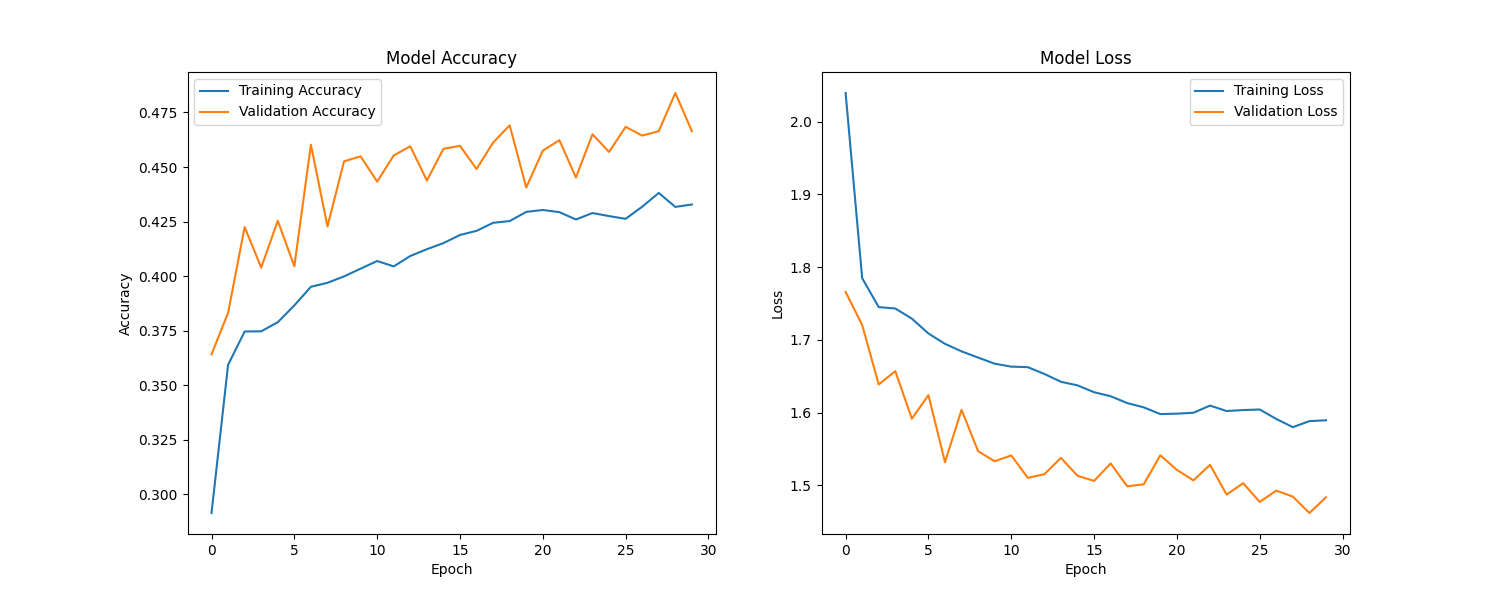 Model Accuracy
Training Accuracy
Validation Accuracy
0.475
0.450
0.425
0.400
0.375
0.350
0.325
0.300
Accuracy
0 5 10 15 20 25 30
Epoch
Model Loss
Training Loss
Validation Loss
2.0
1.9
1.8
1.7
1.6
1.5
Loss
0 5 10 15 20 25 30
Epoch